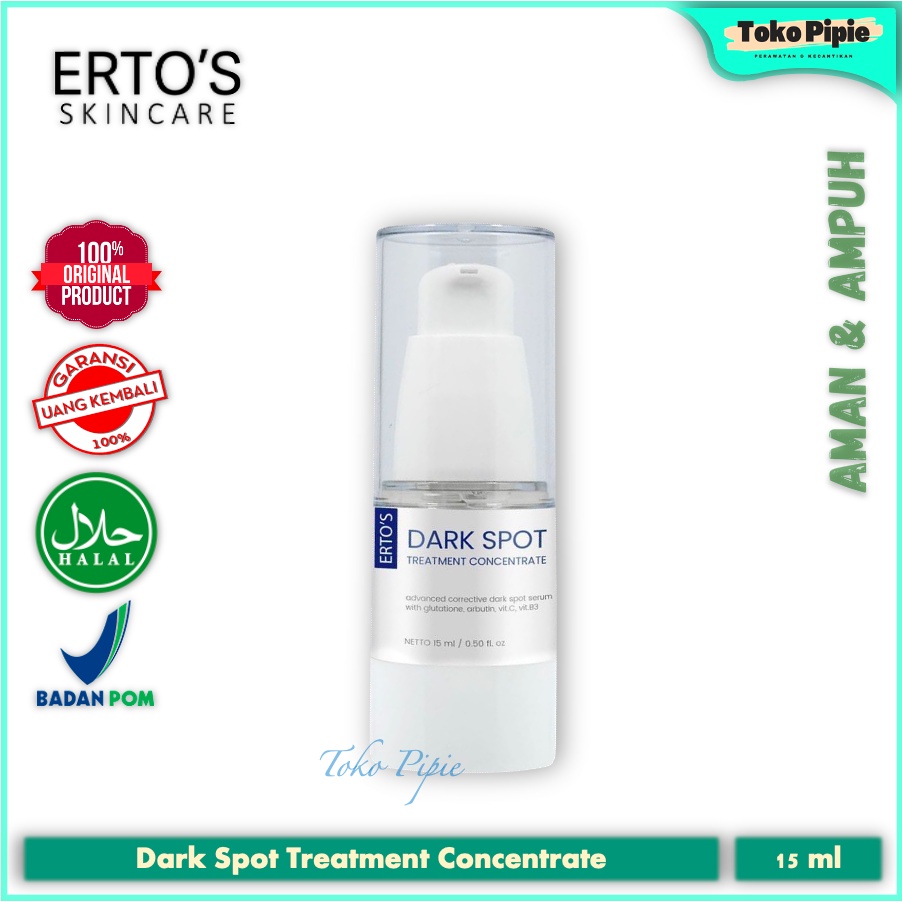 ERTO'S
SKINCARE
Toko Pipie
PERAWATAN & KECANTIKAN
AMAN & AMPUH
100%
ORIGINAL
PRODUCT
GARANSI
UANG KEMBALI
100%
حلال
HALAL
BADAN POM
ERTO'S
DARK SPOT
TREATMENT CONCENTRATE
advanced corrective dark spot serum
with glutatione, arbutin, vit.C, vit.B3
NETTO 15 ml / 0.50 fl. oz
Toko Pipie
Dark Spot Treatment Concentrate
15 ml